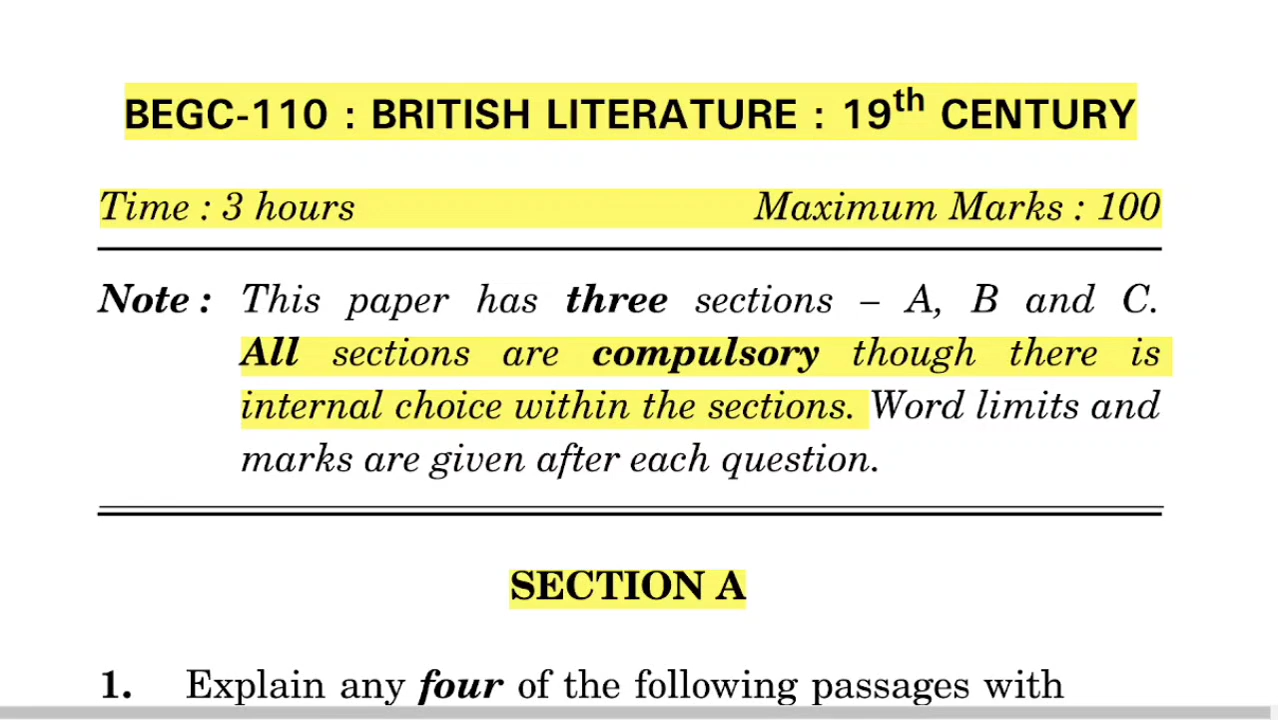 BEGC-110 : BRITISH LITERATURE : 19th CENTURY
Time : 3 hours Maximum Marks : 100
Note : This paper has three sections – A, B and C.
All sections are compulsory though there is
internal choice within the sections. Word limits and
marks are given after each question.
SECTION A
1. Explain any four of the following passages with